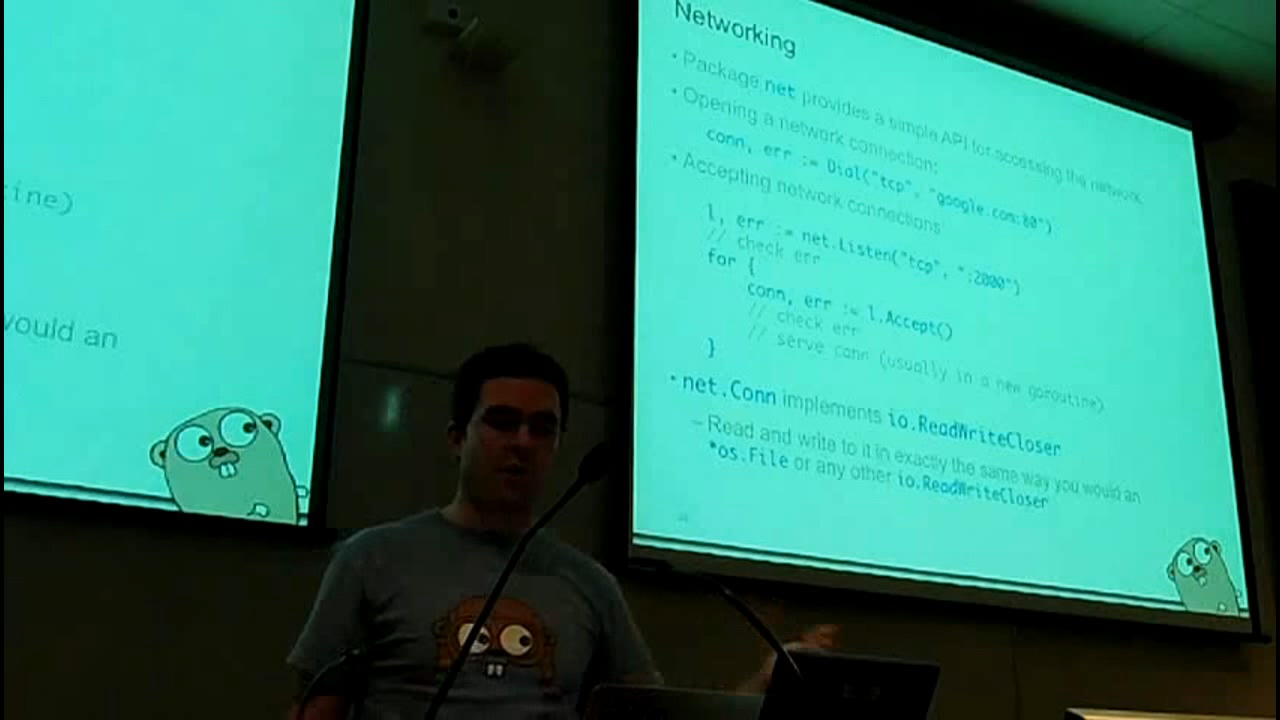 ine)
would an
Networking
• Package net provides a simple API for accessing the network
• Opening a network connection:
conn, err := Dial("tcp", "google.com:80")
• Accepting network connections
l, err := net.Listen("tcp", ":2000")
// check err
for {
conn, err := l.Accept()
// check err
// serve conn (usually in a new goroutine)
}
• net.Conn implements io.ReadWriteCloser
– Read and write to it in exactly the same way you would an
*os.File or any other io.ReadWriteCloser